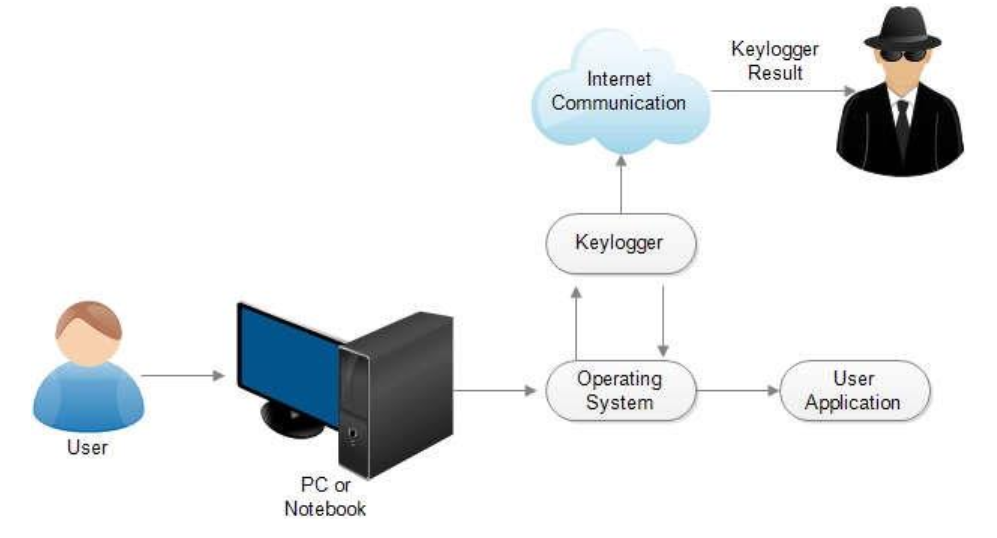 Keylogger
Result
Internet
Communication
Keylogger
User
PC or
Notebook
Operating
System
User
Application